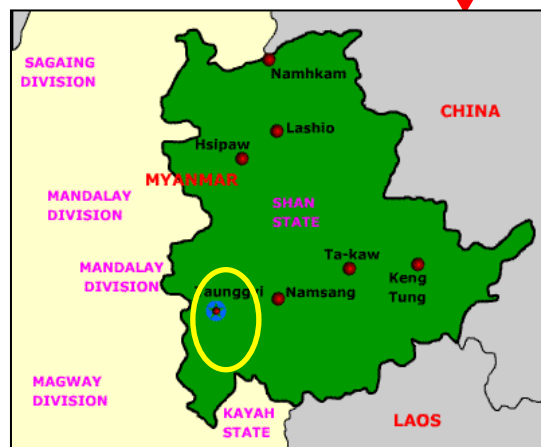 SAGAING
DIVISION
Namhkam
CHINA
Lashio
Hsipaw
MYANMAR
MANDALAY
DIVISION
SHAN
STATE
Ta-kaw
MANDALAY
DIVISION
Keng
Tung
Taunggyi
Namsang
MAGWAY
DIVISION
KAYAH
STATE
LAOS